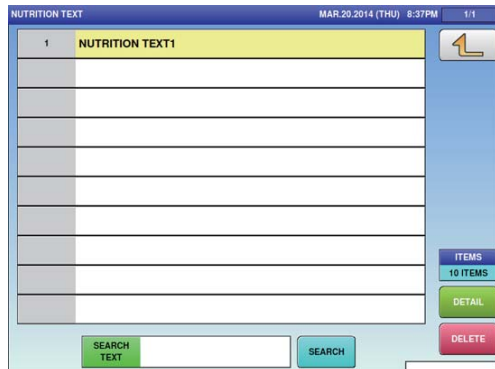 NUTRITION TEXT MAR.20.2014 (THU) 8:37PM 1/1
1 NUTRITION TEXT1
ITEMS
10 ITEMS
DETAIL
DELETE
SEARCH
TEXT
SEARCH